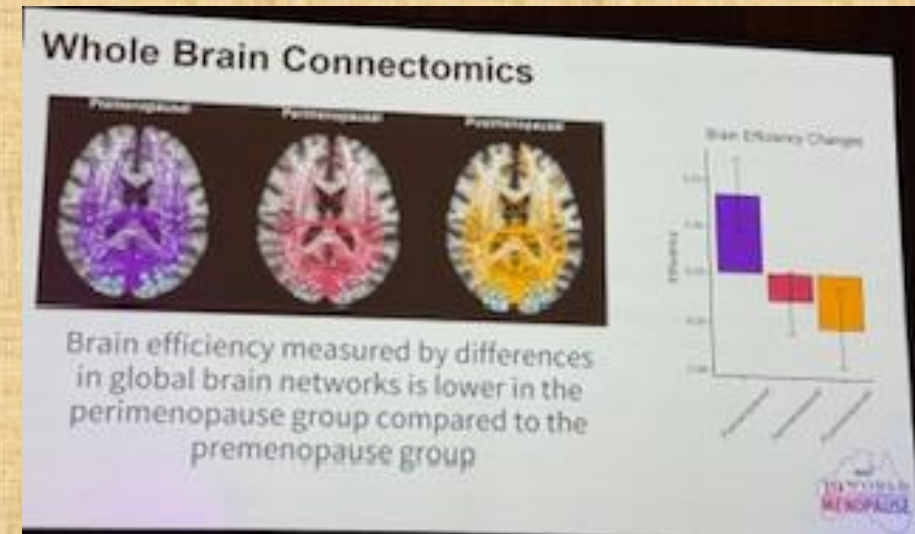 Whole Brain Connectomics
Premenopausal
Perimenopausal
Postmenopausal
Brain Efficiency Changes
Efficiency
Brain efficiency measured by differences
in global brain networks is lower in the
perimenopause group compared to the
premenopause group
WORLD
MENOPAUSE